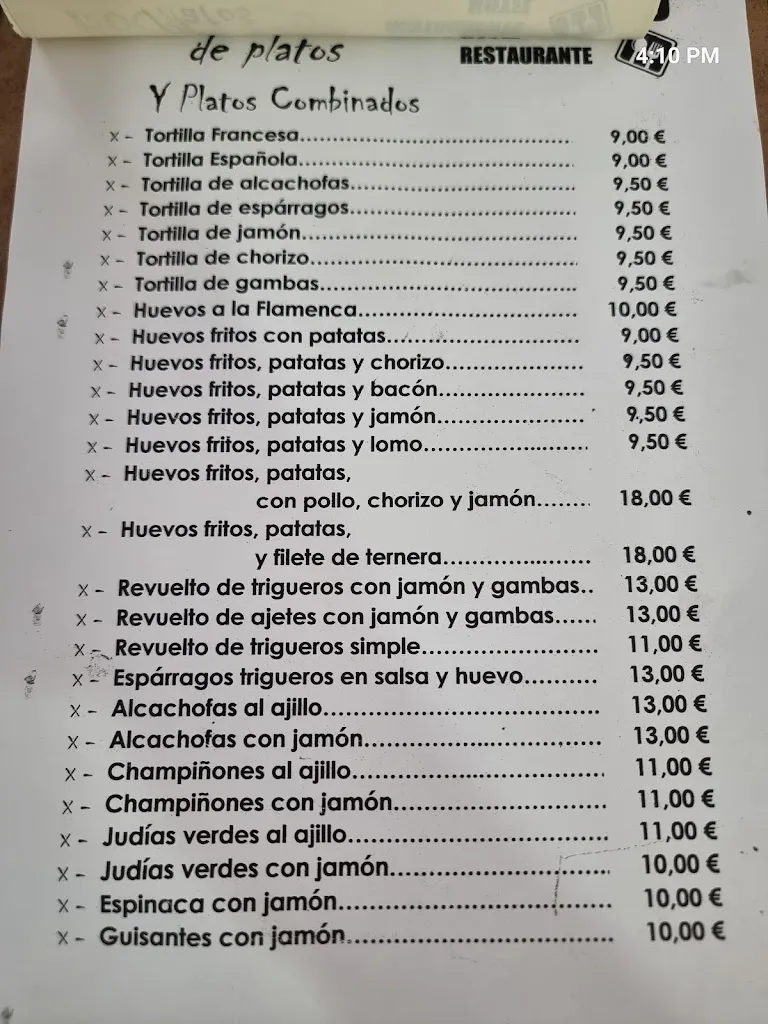 de platos
RESTAURANTE
4:10 PM
Y Platos Combinados
x - Tortilla Francesa.......................................... 9,00 €
x - Tortilla Española.......................................... 9,00 €
x - Tortilla de alcachofas.................................. 9,50 €
x - Tortilla de espárragos.................................. 9,50 €
x - Tortilla de jamón.......................................... 9,50 €
x - Tortilla de chorizo......................................... 9,50 €
x - Tortilla de gambas....................................... 9,50 €
x - Huevos a la Flamenca................................. 10,00 €
x - Huevos fritos con patatas............................. 9,00 €
x - Huevos fritos, patatas y chorizo.................... 9,50 €
x - Huevos fritos, patatas y bacón..................... 9,50 €
x - Huevos fritos, patatas y jamón..................... 9,50 €
x - Huevos fritos, patatas y lomo........................ 9,50 €
x - Huevos fritos, patatas,
con pollo, chorizo y jamón........ 18,00 €
x - Huevos fritos, patatas,
y filete de ternera...................... 18,00 €
x - Revuelto de trigueros con jamón y gambas.. 13,00 €
x - Revuelto de ajetes con jamón y gambas...... 13,00 €
x - Revuelto de trigueros simple......................... 11,00 €
x - Espárragos trigueros en salsa y huevo.......... 13,00 €
x - Alcachofas al ajillo....................................... 13,00 €
x - Alcachofas con jamón.................................. 13,00 €
x - Champiñones al ajillo................................... 11,00 €
x - Champiñones con jamón.............................. 11,00 €
x - Judías verdes al ajillo.................................... 11,00 €
x - Judías verdes con jamón.............................. 10,00 €
x - Espinaca con jamón..................................... 10,00 €
x - Guisantes con jamón.................................... 10,00 €